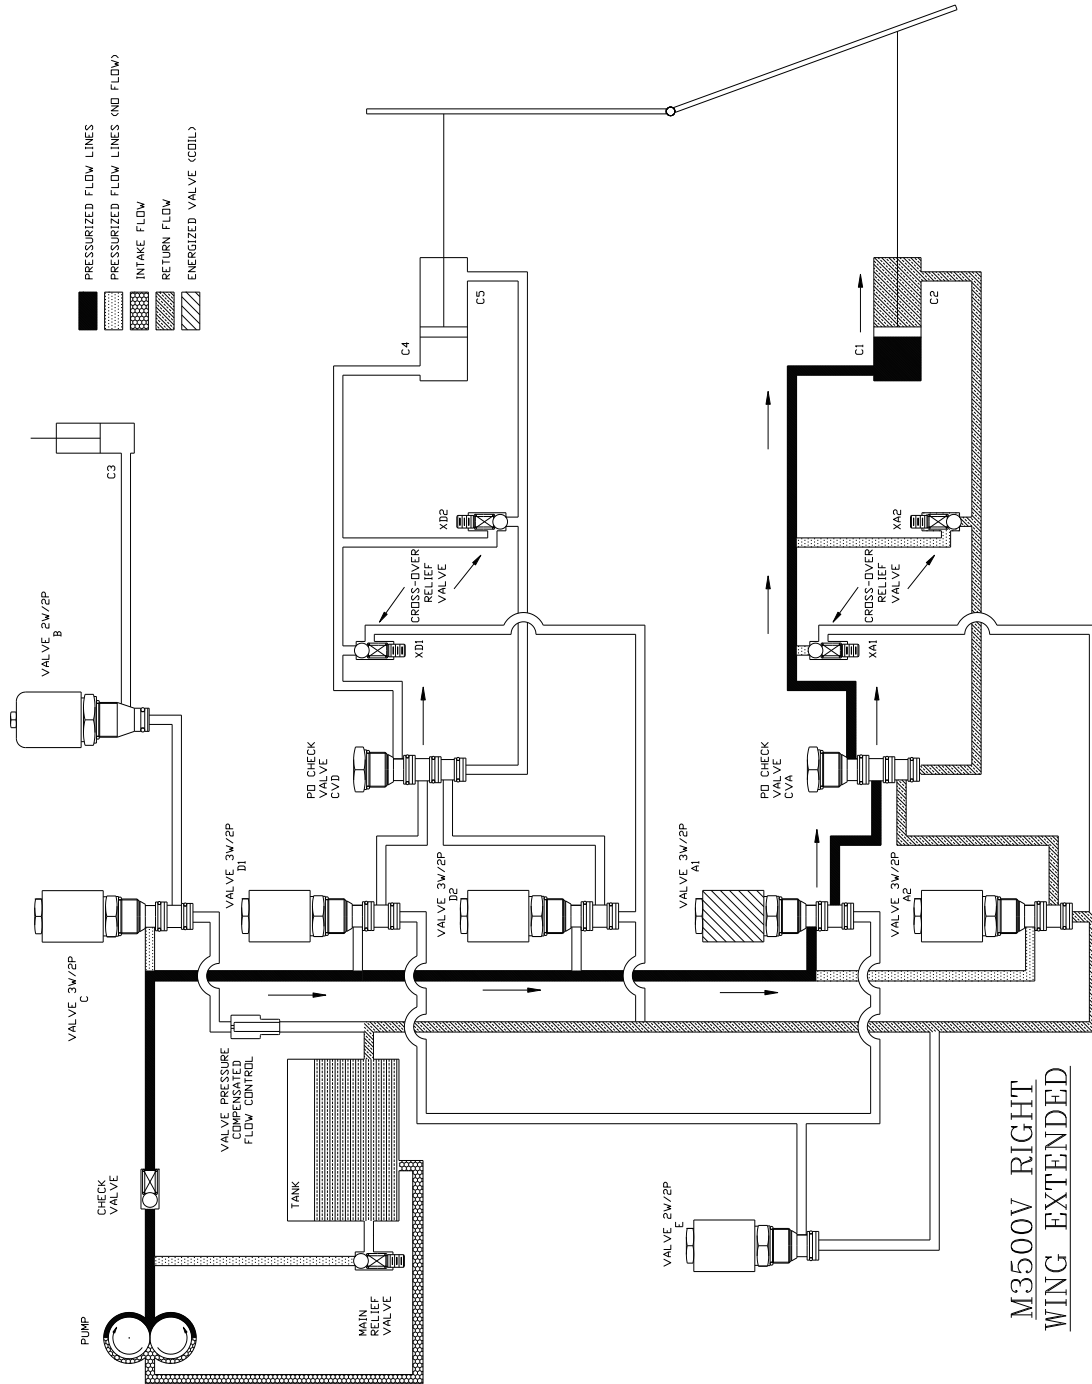 PRESSURIZED FLOW LINES
PRESSURIZED FLOW LINES (NO FLOW)
INTAKE FLOW
RETURN FLOW
ENERGIZED VALVE (COIL)
C3
VALVE 2W/2P
B
C4
C5
XD2
CROSS-OVER
RELIEF
VALVE
XD1
PO CHECK
VALVE
CVD
C1
C2
XA2
CROSS-OVER
RELIEF
VALVE
XA1
PO CHECK
VALVE
CVA
VALVE 3W/2P
C
VALVE 3W/2P
D1
VALVE 3W/2P
D2
VALVE 3W/2P
A1
VALVE 3W/2P
A2
VALVE PRESSURE
COMPENSATED
FLOW CONTROL
CHECK
VALVE
TANK
PUMP
MAIN
RELIEF
VALVE
VALVE 2W/2P
E
M3500V RIGHT
WING EXTENDED